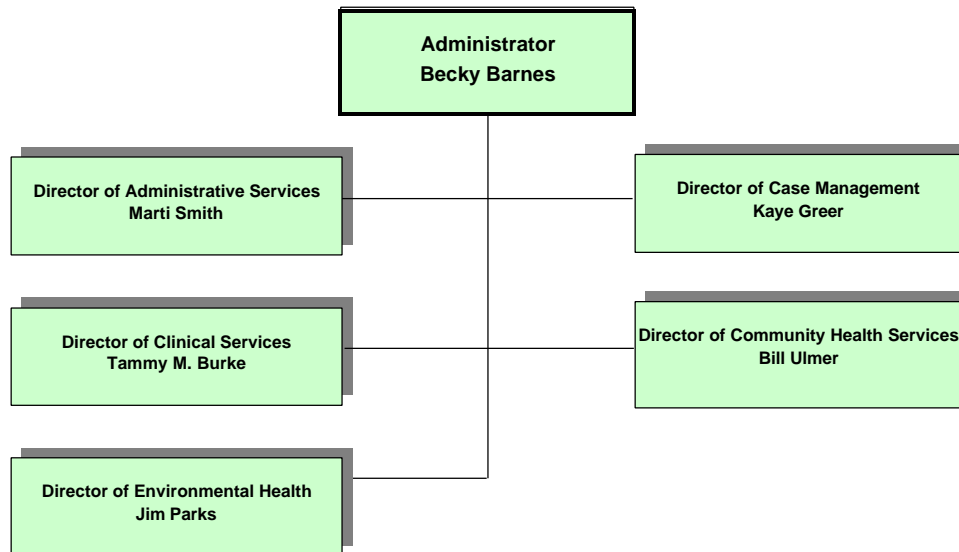 Administrator
Becky Barnes
Director of Administrative Services
Marti Smith
Director of Case Management
Kaye Greer
Director of Clinical Services
Tammy M. Burke
Director of Community Health Services
Bill Ulmer
Director of Environmental Health
Jim Parks